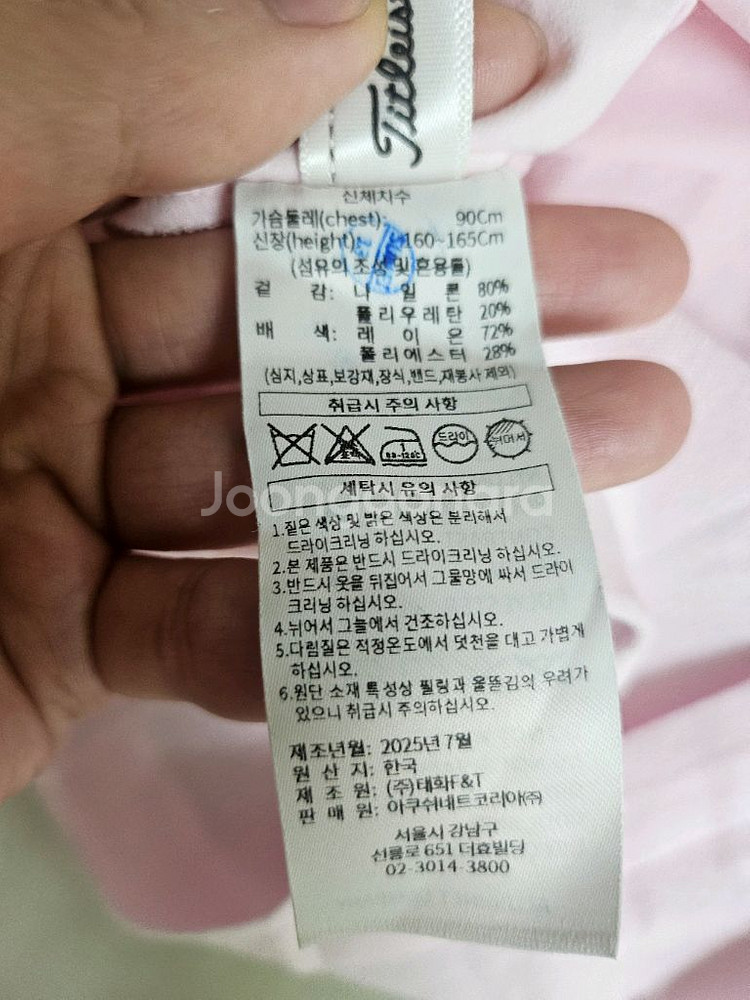 Titleist
신체치수
가슴둘레(chest): 90Cm
신장(height): 160~165Cm
(섬유의 조성 및 혼용률)
겉 감: 나 일 론 80%
폴 리 우 레 탄 20%
배 색: 레 이 온 72%
폴 리 에 스 터 28%
(심지,상표,보강재,장식,밴드,재봉사 제외)
취급시 주의 사항
1
80~120℃
드라이
세탁시 유의 사항
Joongonara
1.짙은 색상 및 밝은 색상은 분리해서
드라이크리닝 하십시오.
2.본 제품은 반드시 드라이크리닝 하십시오.
3.반드시 옷을 뒤집어서 그물망에 싸서 드라이
크리닝 하십시오.
4.뉘어서 그늘에서 건조하십시오.
5.다림질은 적정온도에서 덧천을 대고 가볍게
하십시오.
6.원단 소재 특성상 필링과 올뜯김의 우려가
있으니 취급시 주의하십시오.
제조년월: 2025년 7월
원 산 지: 한국
제 조 원: (주)태화F&T
판 매 원: 아쿠쉬네트코리아㈜
서울시 강남구
선릉로 651 더효빌딩
02-3014-3800